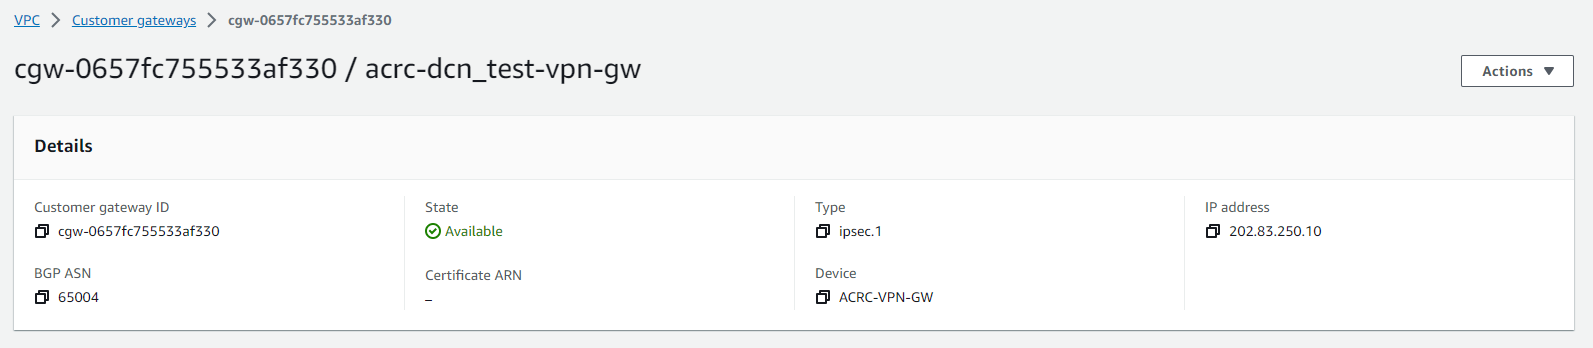 VPC > Customer gateways > cgw-0657fc755533af330
cgw-0657fc755533af330 / acrc-dcn_test-vpn-gw
Actions
Details
Customer gateway ID
cgw-0657fc755533af330
State
Available
Type
ipsec.1
IP address
202.83.250.10
BGP ASN
65004
Certificate ARN
–
Device
ACRC-VPN-GW